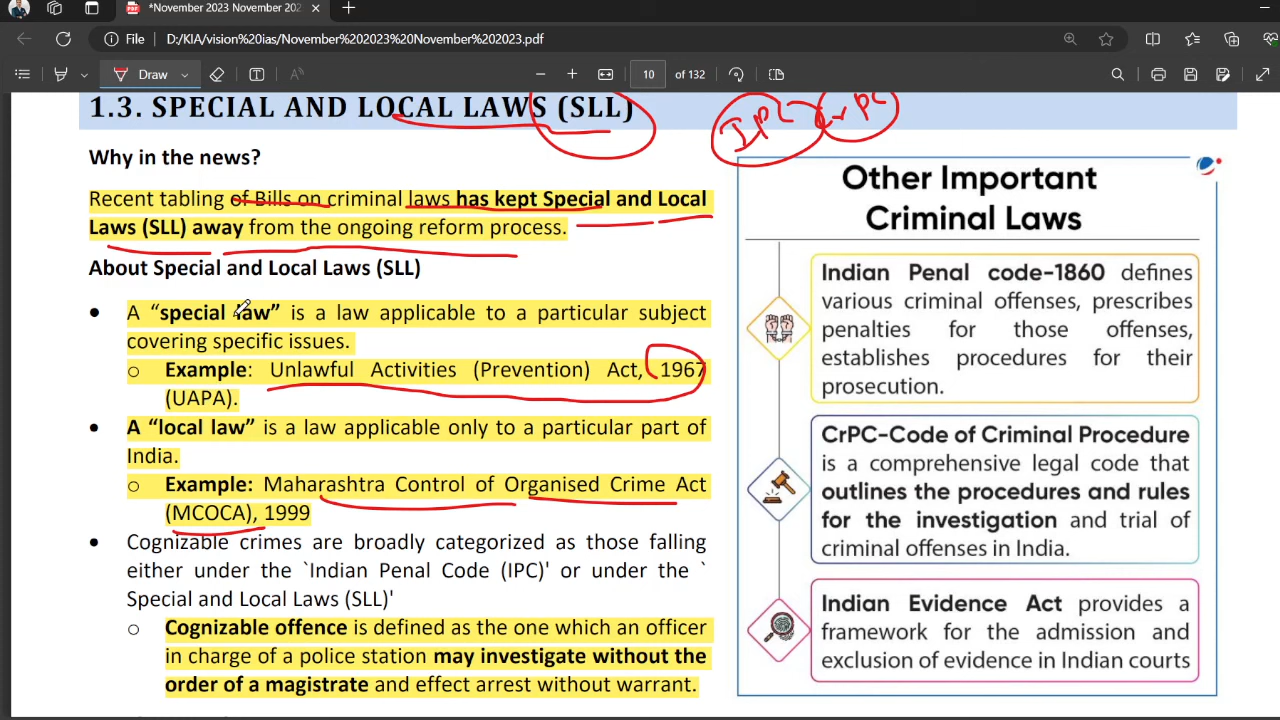 *November 2023 November 202
File
D:/KIA/vision%20ias/November%202023%20November%202023.pdf
Draw
10
of 132
1.3. SPECIAL AND LOCAL LAWS (SLL)
IPC
CrPC
Why in the news?
Recent tabling of Bills on criminal laws has kept Special and Local
Laws (SLL) away from the ongoing reform process.
About Special and Local Laws (SLL)
• A “special law” is a law applicable to a particular subject
covering specific issues.
o Example: Unlawful Activities (Prevention) Act, 1967
(UAPA).
• A “local law” is a law applicable only to a particular part of
India.
o Example: Maharashtra Control of Organised Crime Act
(MCOCA), 1999
• Cognizable crimes are broadly categorized as those falling
either under the `Indian Penal Code (IPC)' or under the `
Special and Local Laws (SLL)'
o Cognizable offence is defined as the one which an officer
in charge of a police station may investigate without the
order of a magistrate and effect arrest without warrant.
Other Important
Criminal Laws
Indian Penal code-1860 defines
various criminal offenses, prescribes
penalties for those offenses,
establishes procedures for their
prosecution.
CrPC-Code of Criminal Procedure
is a comprehensive legal code that
outlines the procedures and rules
for the investigation and trial of
criminal offenses in India.
Indian Evidence Act provides a
framework for the admission and
exclusion of evidence in Indian courts